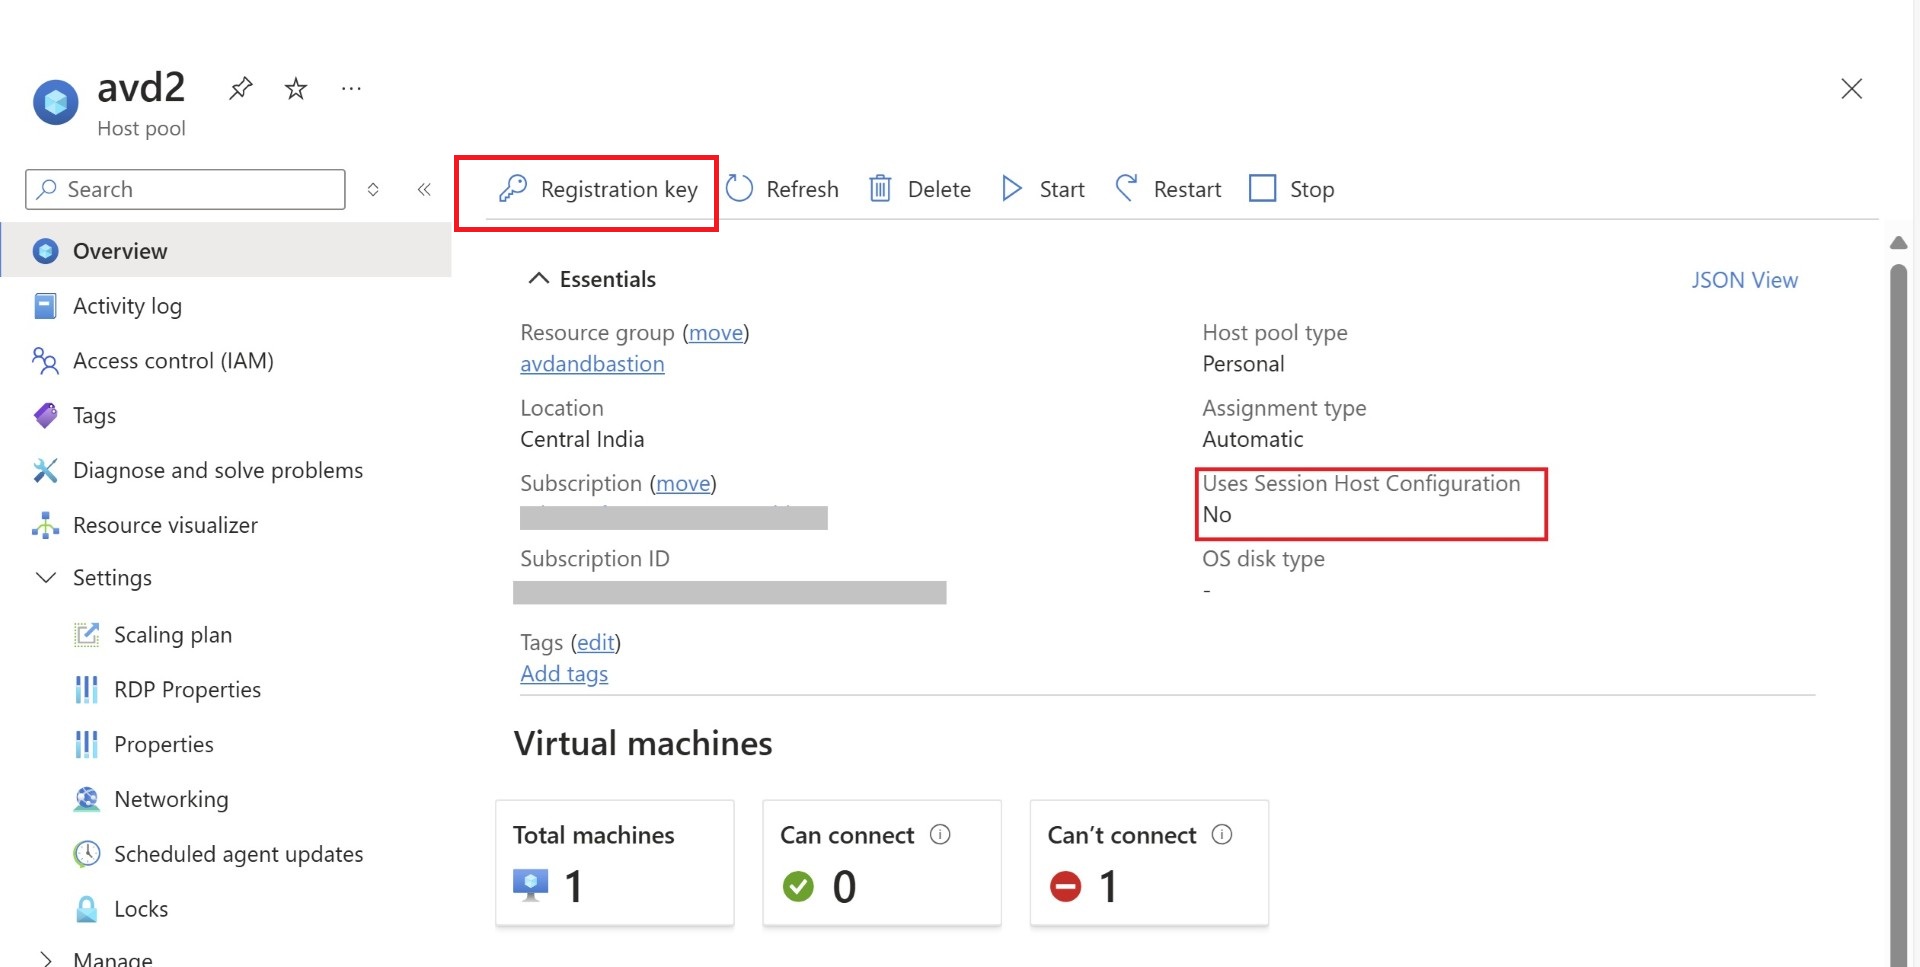 avd2
Host pool
Search
Registration key
Refresh
Delete
Start
Restart
Stop
Overview
Activity log
Access control (IAM)
Tags
Diagnose and solve problems
Resource visualizer
Settings
Scaling plan
RDP Properties
Properties
Networking
Scheduled agent updates
Locks
Manage
Essentials
JSON View
Resource group (move)
avdandbastion
Location
Central India
Subscription (move)
Subscription ID
Tags (edit)
Add tags
Host pool type
Personal
Assignment type
Automatic
Uses Session Host Configuration
No
OS disk type
-
Virtual machines
Total machines
1
Can connect
0
Can't connect
1